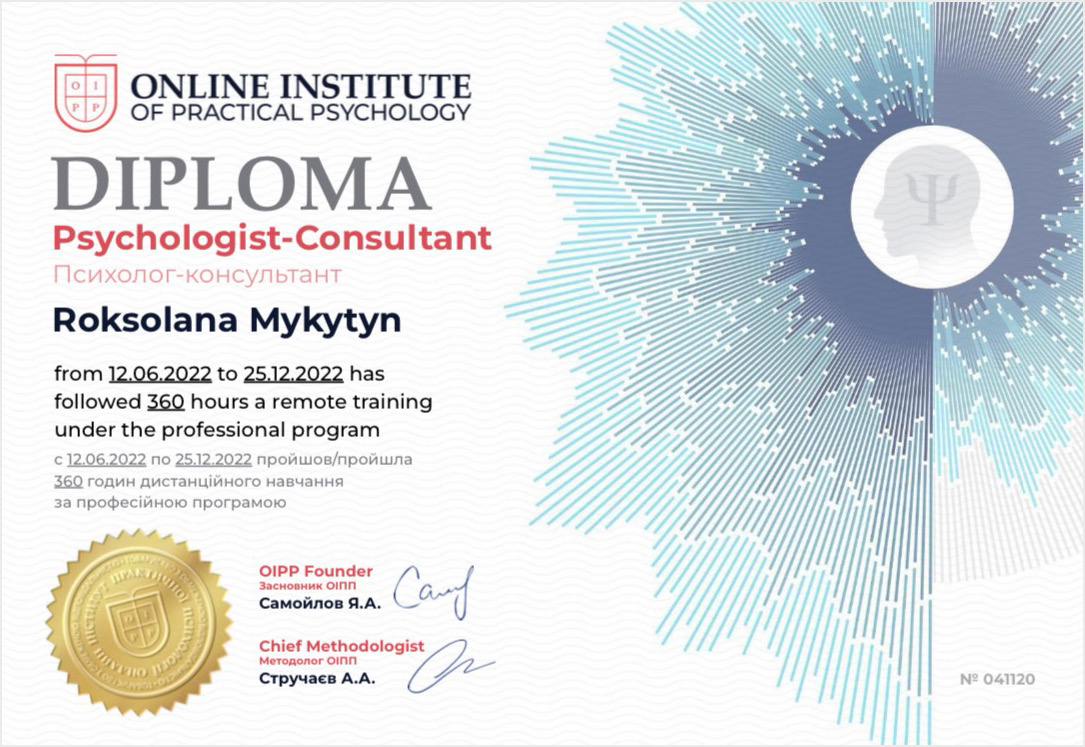 O I
P P
ONLINE INSTITUTE
OF PRACTICAL PSYCHOLOGY
DIPLOMA
Psychologist-Consultant
Психолог-консультант
Roksolana Mykytyn
from 12.06.2022 to 25.12.2022 has
followed 360 hours a remote training
under the professional program
с 12.06.2022 по 25.12.2022 пройшов/пройшла
360 годин дистанційного навчання
за професійною програмою
ОНЛАЙН ІНСТИТУТ ПРАКТИЧНОЇ ПСИХОЛОГІЇ
OIPP Founder
Засновник ОІПП
Самойлов Я.А.
Chief Methodologist
Методолог ОІПП
Стручаєв А.А.
Ψ
№ 041120